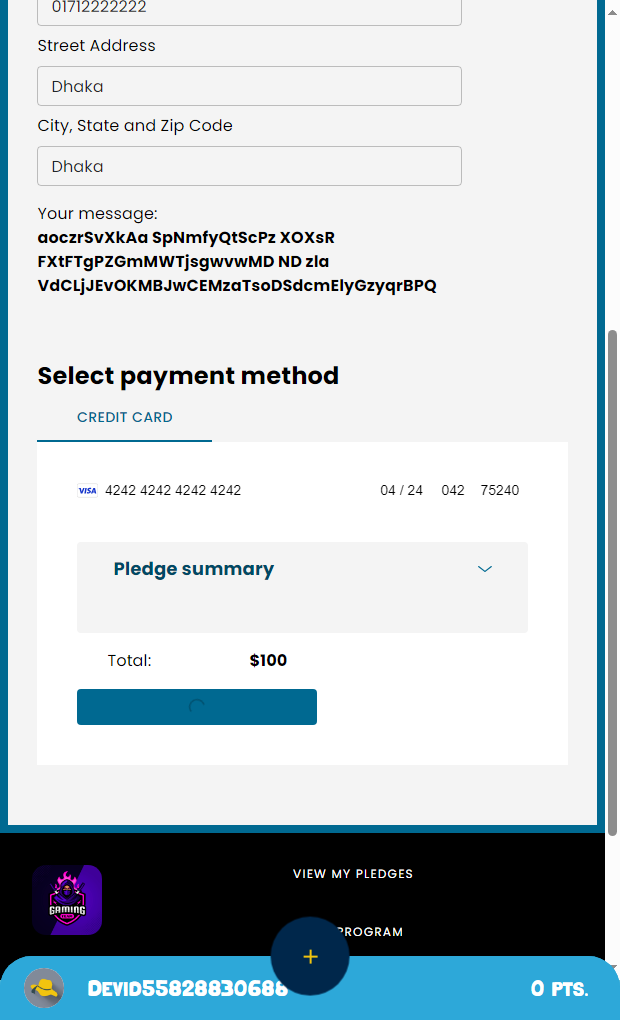 01712222222
Street Address
Dhaka
City, State and Zip Code
Dhaka
Your message:
aoczrSvXkAa SpNmfyQtScPz XOXsR
FXtFTgPZGmMWTjsgwvwMD ND zla
VdCLjJEvOKMBJwCEMzaTsoDSdcmElyGzyqrBPQ
Select payment method
CREDIT CARD
VISA 4242 4242 4242 4242 04 / 24 042 75240
Pledge summary
Total: $100
VIEW MY PLEDGES
GAMING
PROGRAM
+
Devid55828830688 0 PTS.